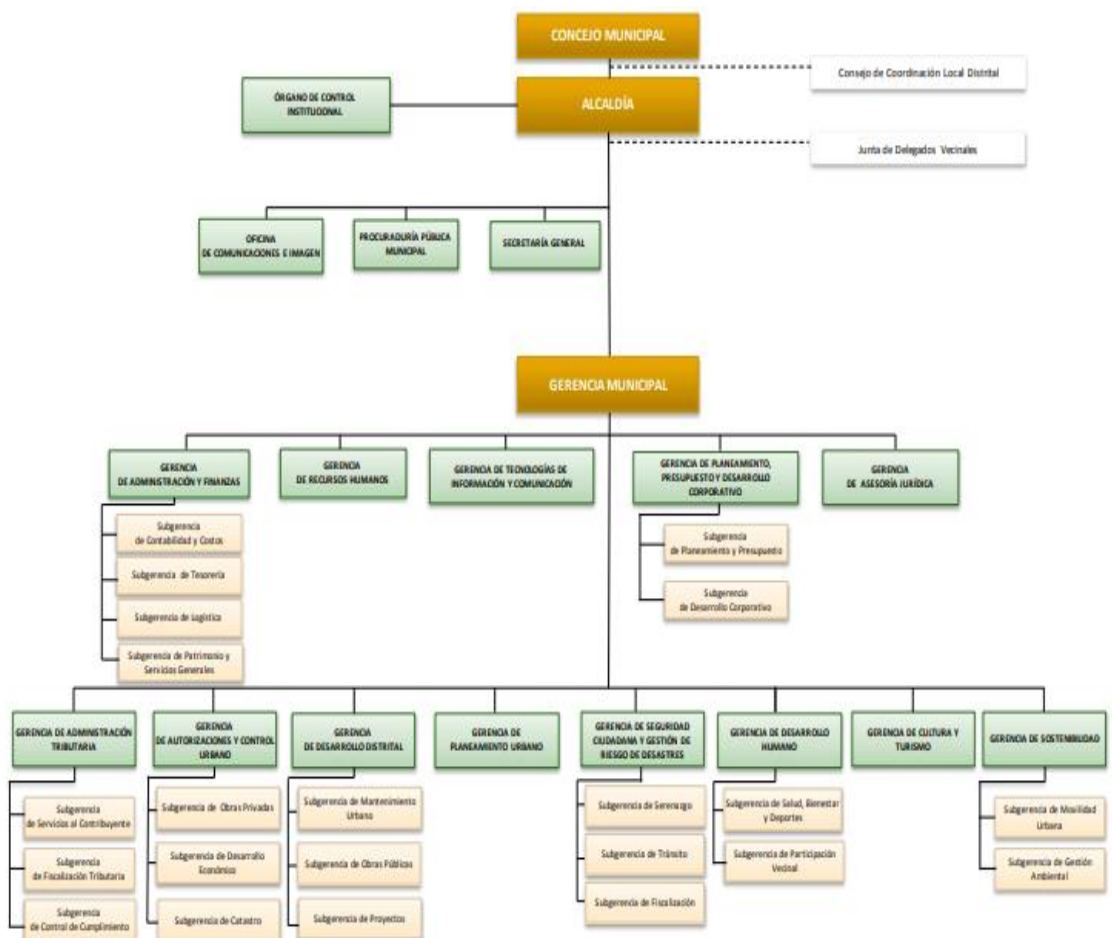 CONCEJO MUNICIPAL
Consejo de Coordinación Local Distrital
ÓRGANO DE CONTROL
INSTITUCIONAL
ALCALDÍA
Junta de Delegados Vecinales
OFICINA
DE COMUNICACIONES E IMAGEN
PROCURADURÍA PÚBLICA
MUNICIPAL
SECRETARÍA GENERAL
GERENCIA MUNICIPAL
GERENCIA
DE ADMINISTRACIÓN Y FINANZAS
GERENCIA
DE RECURSOS HUMANOS
GERENCIA DE TECNOLOGÍAS DE
INFORMACIÓN Y COMUNICACIÓN
GERENCIA DE PLANEAMIENTO,
PRESUPUESTO Y DESARROLLO
CORPORATIVO
GERENCIA
DE ASESORÍA JURÍDICA
Subgerencia
de Contabilidad y Costos
Subgerencia de Tesorería
Subgerencia de Logística
Subgerencia de Patrimonio y
Servicios Generales
Subgerencia
de Planeamiento y Presupuesto
Subgerencia
de Desarrollo Corporativo
GERENCIA DE ADMINISTRACIÓN
TRIBUTARIA
GERENCIA
DE AUTORIZACIONES Y CONTROL
URBANO
GERENCIA
DE DESARROLLO DISTRITAL
GERENCIA DE
PLANEAMIENTO URBANO
GERENCIA DE SEGURIDAD
CIUDADANA Y GESTIÓN DE
RIESGO DE DESASTRES
GERENCIA DE DESARROLLO
HUMANO
GERENCIA DE CULTURA Y
TURISMO
GERENCIA DE SOSTENIBILIDAD
Subgerencia
de Servicios al Contribuyente
Subgerencia
de Fiscalización Tributaria
Subgerencia
de Control de Cumplimiento
Subgerencia de Obras Privadas
Subgerencia de Desarrollo
Económico
Subgerencia de Catastro
Subgerencia de Mantenimiento
Urbano
Subgerencia de Obras Públicas
Subgerencia de Proyectos
Subgerencia de Serenazgo
Subgerencia de Tránsito
Subgerencia de Fiscalización
Subgerencia de Salud, Bienestar
y Deportes
Subgerencia de Participación
Vecinal
Subgerencia de Movilidad
Urbana
Subgerencia de Gestión
Ambiental